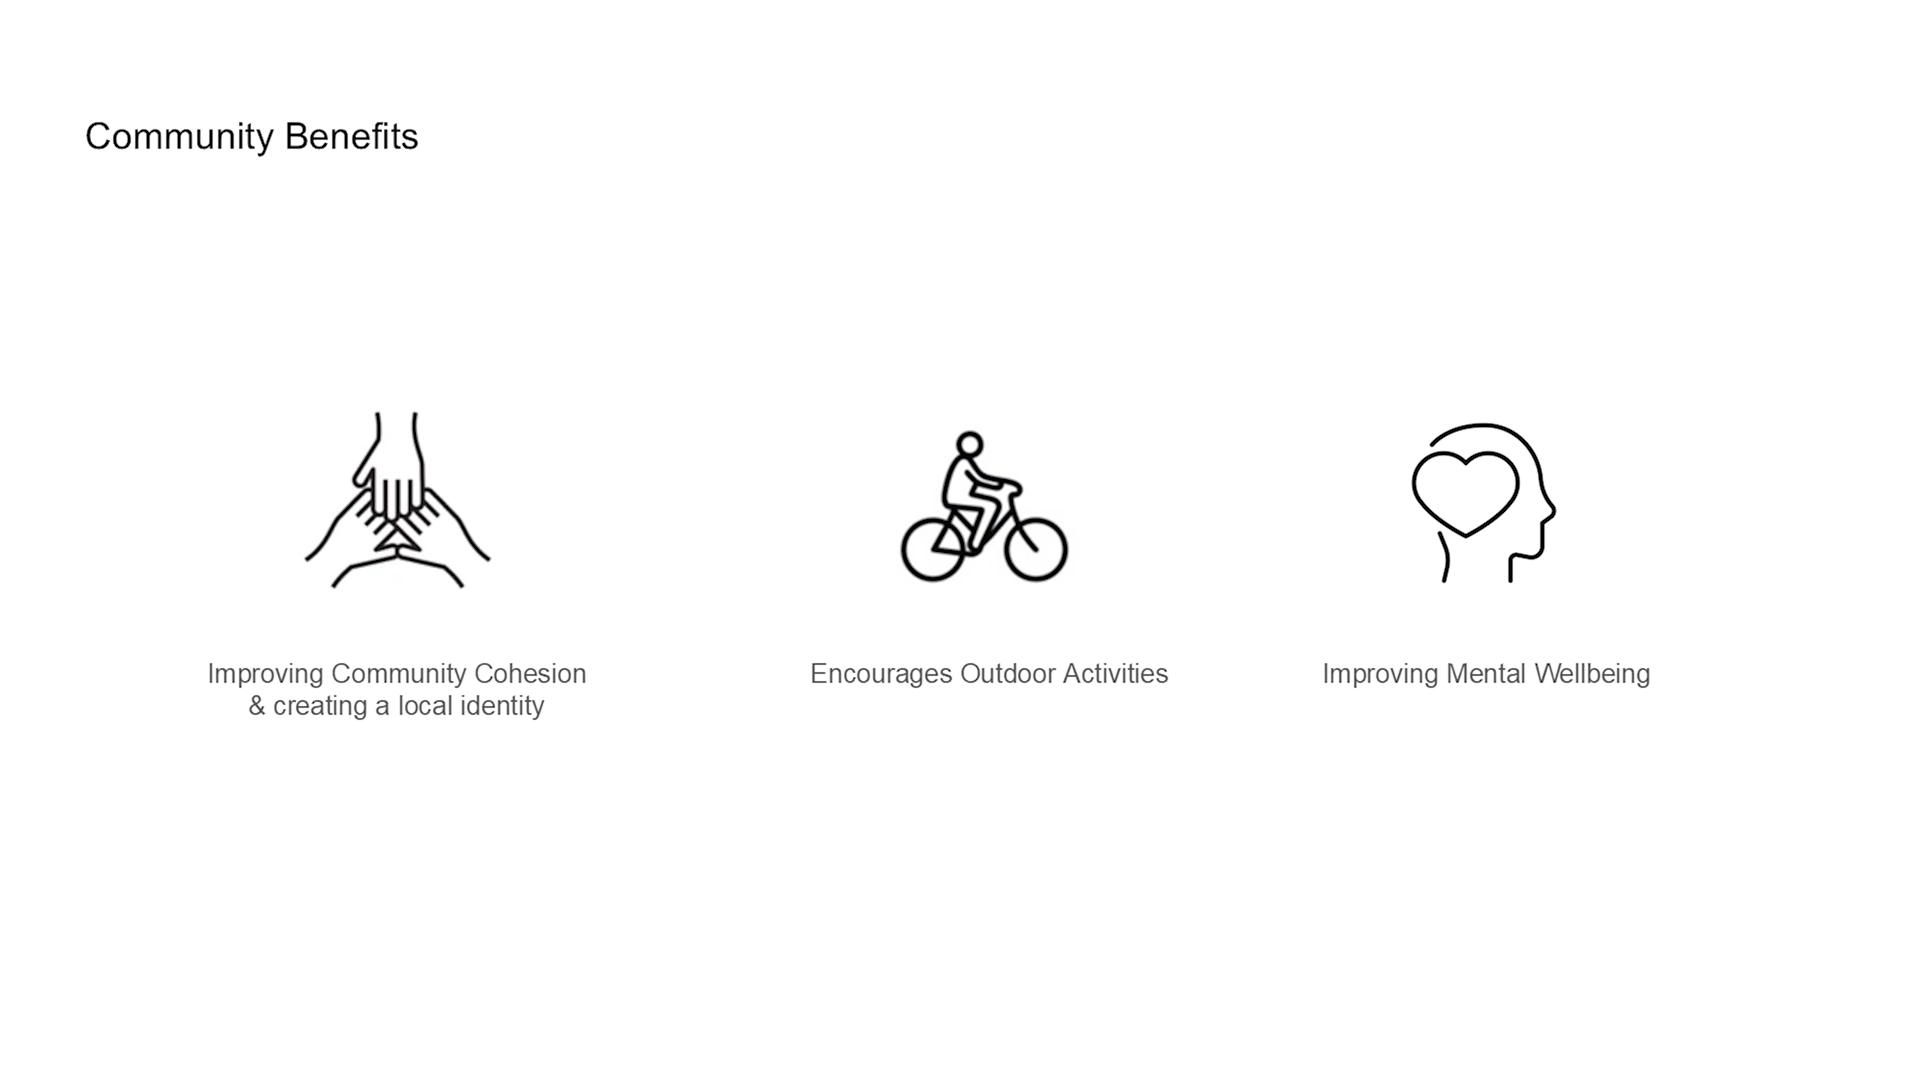 Community Benefits
Improving Community Cohesion
& creating a local identity
Encourages Outdoor Activities
Improving Mental Wellbeing